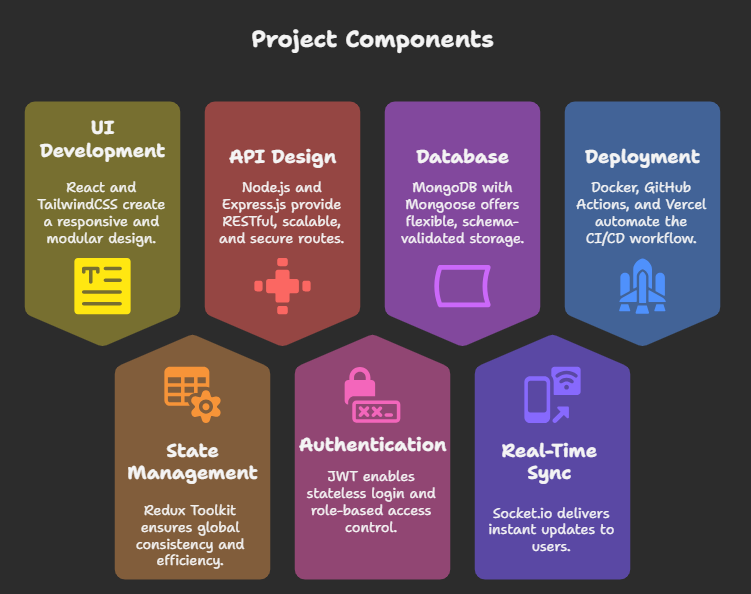 Project Components
UI
Development
React and
TailwindCSS create
a responsive and
modular design.
T
API Design
Node.js and
Express.js provide
RESTful, scalable,
and secure routes.
Database
MongoDB with
Mongoose offers
flexible, schema-
validated storage.
Deployment
Docker, GitHub
Actions, and Vercel
automate the
CI/CD workflow.
State
Management
Redux Toolkit
ensures global
consistency and
efficiency.
××_
Authentication
JWT enables
stateless login and
role-based access
control.
Real-Time
Sync
Socket.io delivers
instant updates to
users.